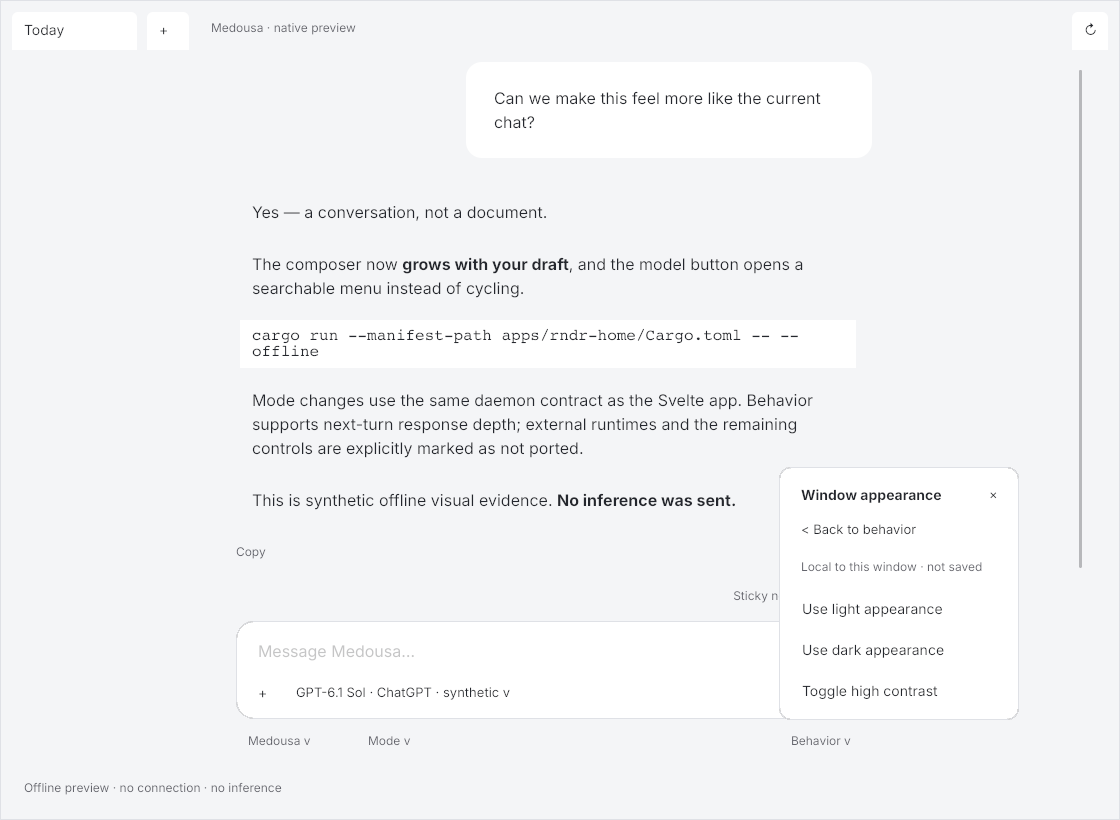 Today
+
Medousa · native preview
Can we make this feel more like the current
chat?
Yes — a conversation, not a document.
The composer now grows with your draft, and the model button opens a
searchable menu instead of cycling.
cargo run --manifest-path apps/rndr-home/Cargo.toml -- --
offline
Mode changes use the same daemon contract as the Svelte app. Behavior
supports next-turn response depth; external runtimes and the remaining
controls are explicitly marked as not ported.
This is synthetic offline visual evidence. No inference was sent.
Copy
Sticky n
Message Medousa...
+
GPT-6.1 Sol · ChatGPT · synthetic v
Window appearance
×
< Back to behavior
Local to this window · not saved
Use light appearance
Use dark appearance
Toggle high contrast
Medousa v
Mode v
Behavior v
Offline preview · no connection · no inference